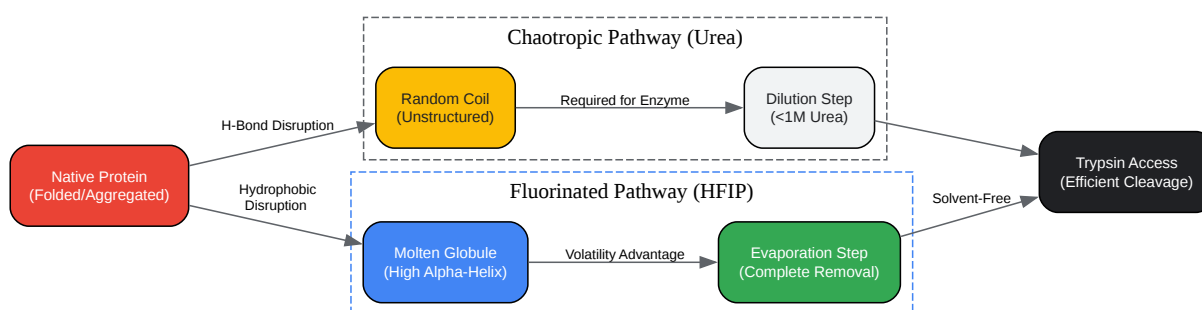 Chaotropic Pathway (Urea)
Random Coil
(Unstructured)
Required for Enzyme
Dilution Step
(<1M Urea)
H-Bond Disruption
Native Protein
(Folded/Aggregated)
Trypsin Access
(Efficient Cleavage)
Hydrophobic
Disruption
Fluorinated Pathway (HFIP)
Solvent-Free
Molten Globule
(High Alpha-Helix)
Volatility Advantage
Evaporation Step
(Complete Removal)